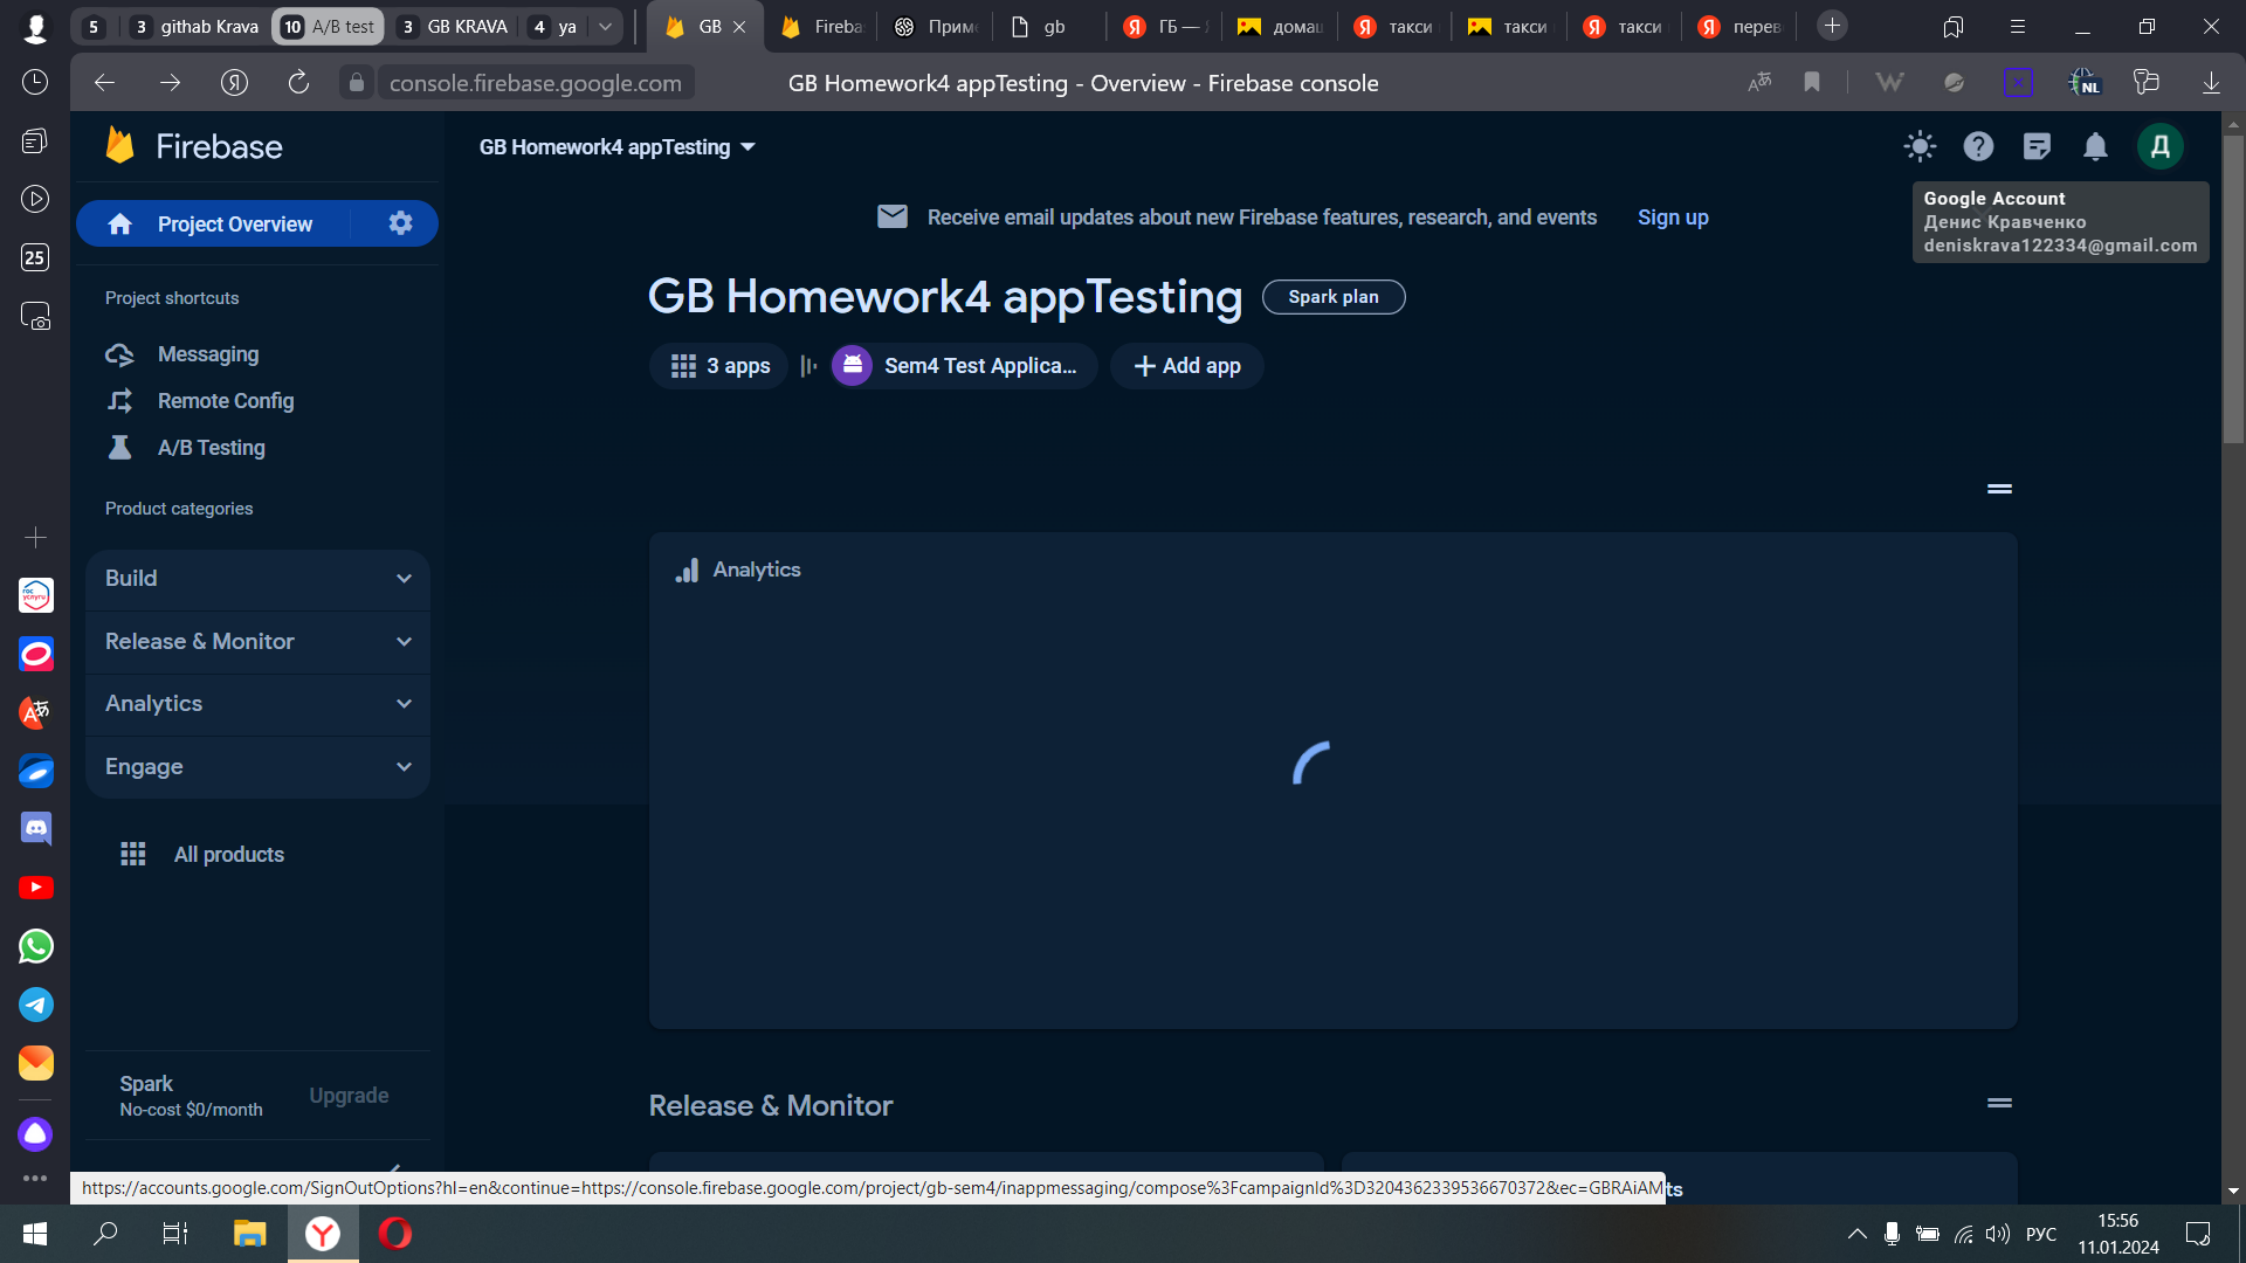 5
3 githab Krava
10 A/B test
3 GB KRAVA
4 ya
GB
Fireba
Приме
gb
ГБ —
домаш
такси
такси
такси
перев
console.firebase.google.com
GB Homework4 appTesting - Overview - Firebase console
NL
25
Firebase
GB Homework4 appTesting
Д
Google Account
Денис Кравченко
deniskrava122334@gmail.com
Project Overview
Receive email updates about new Firebase features, research, and events
Sign up
Project shortcuts
GB Homework4 appTesting
Spark plan
Messaging
3 apps
Sem4 Test Applica...
Add app
Remote Config
A/B Testing
Product categories
Analytics
Build
Release & Monitor
Analytics
Engage
All products
Spark
No-cost $0/month
Upgrade
Release & Monitor
https://accounts.google.com/SignOutOptions?hl=en&continue=https://console.firebase.google.com/project/gb-sem4/inappmessaging/compose%3FcampaignId%3D3204362339536670372&ec=GBRAiAM
ts
РУС
15:56
11.01.2024